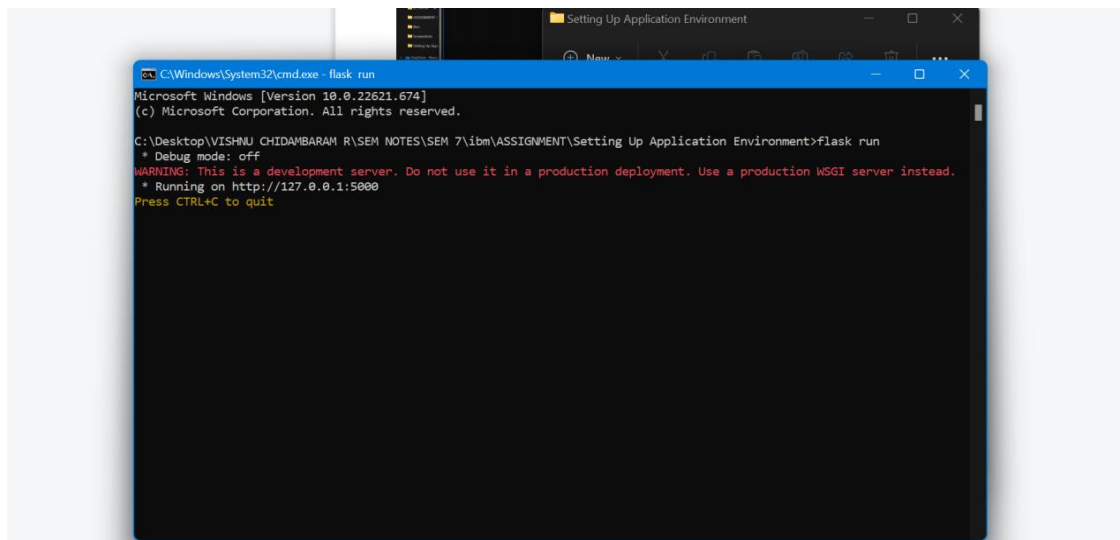 Setting Up Application Environment
New
C:\Windows\System32\cmd.exe - flask run
Microsoft Windows [Version 10.0.22621.674]
(c) Microsoft Corporation. All rights reserved.
C:\Desktop\VISHNU CHIDAMBARAM R\SEM NOTES\SEM 7\ibm\ASSIGNMENT\Setting Up Application Environment>flask run
* Debug mode: off
WARNING: This is a development server. Do not use it in a production deployment. Use a production WSGI server instead.
* Running on http://127.0.0.1:5000
Press CTRL+C to quit